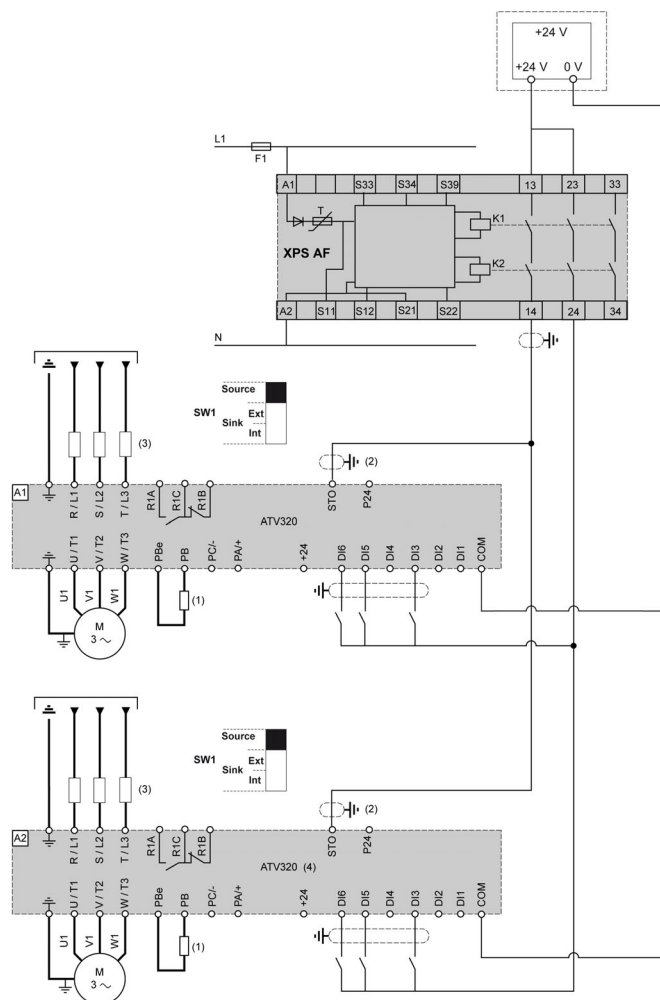 +24 V
+24 V 0 V
L1
F1
A1 S33 S34 S39 13 23 33
T
K1
XPS AF
K2
A2 S11 S12 S21 S22 14 24 34
N
Source
SW1 Sink Ext
Int
(3)
(2)
A1
R / L1 S / L2 T / L3 R1A R1C R1B STO P24
ATV320
U / T1 V / T2 W / T3 PBe PB PC/- PA/+ +24 DI6 DI5 DI4 DI3 DI2 DI1 COM
U1 V1 W1
(1)
M
3 ~
Source
SW1 Sink Ext
Int
(3)
(2)
A2
R / L1 S / L2 T / L3 R1A R1C R1B STO P24
ATV320 (4)
U / T1 V / T2 W / T3 PBe PB PC/- PA/+ +24 DI6 DI5 DI4 DI3 DI2 DI1 COM
U1 V1 W1
(1)
M
3 ~